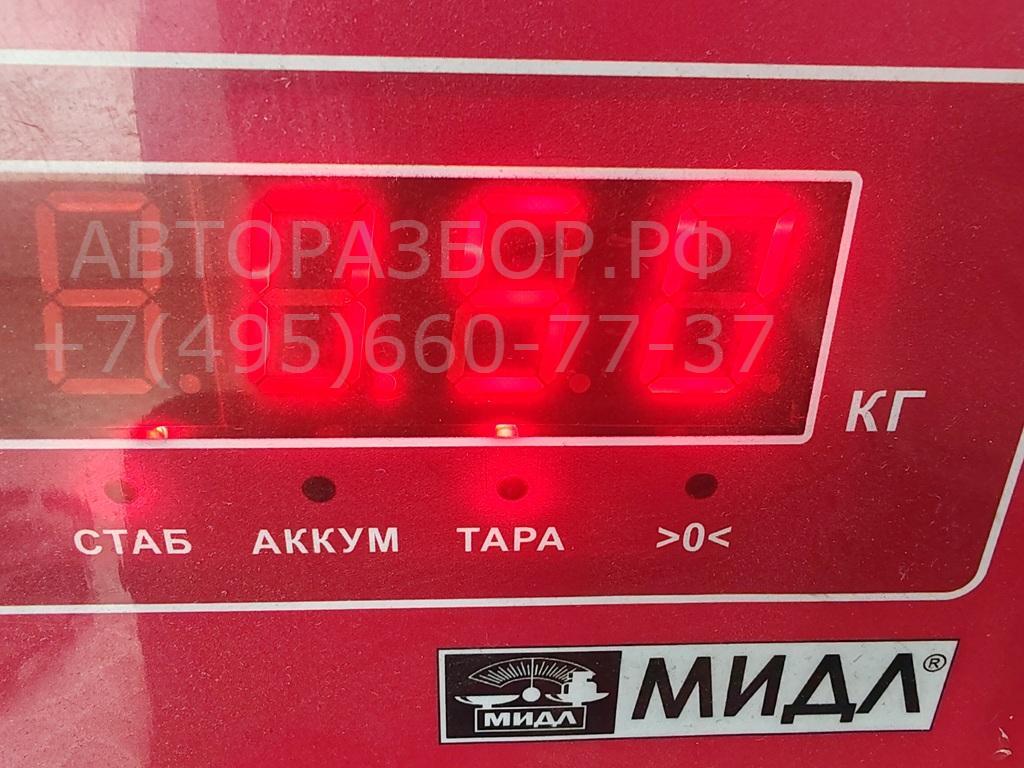 АВТОРАЗБОР.РФ
+7(495)660-77-37
КГ
СТАБ АККУМ ТАРА >0<
МИДЛ МИДЛ®